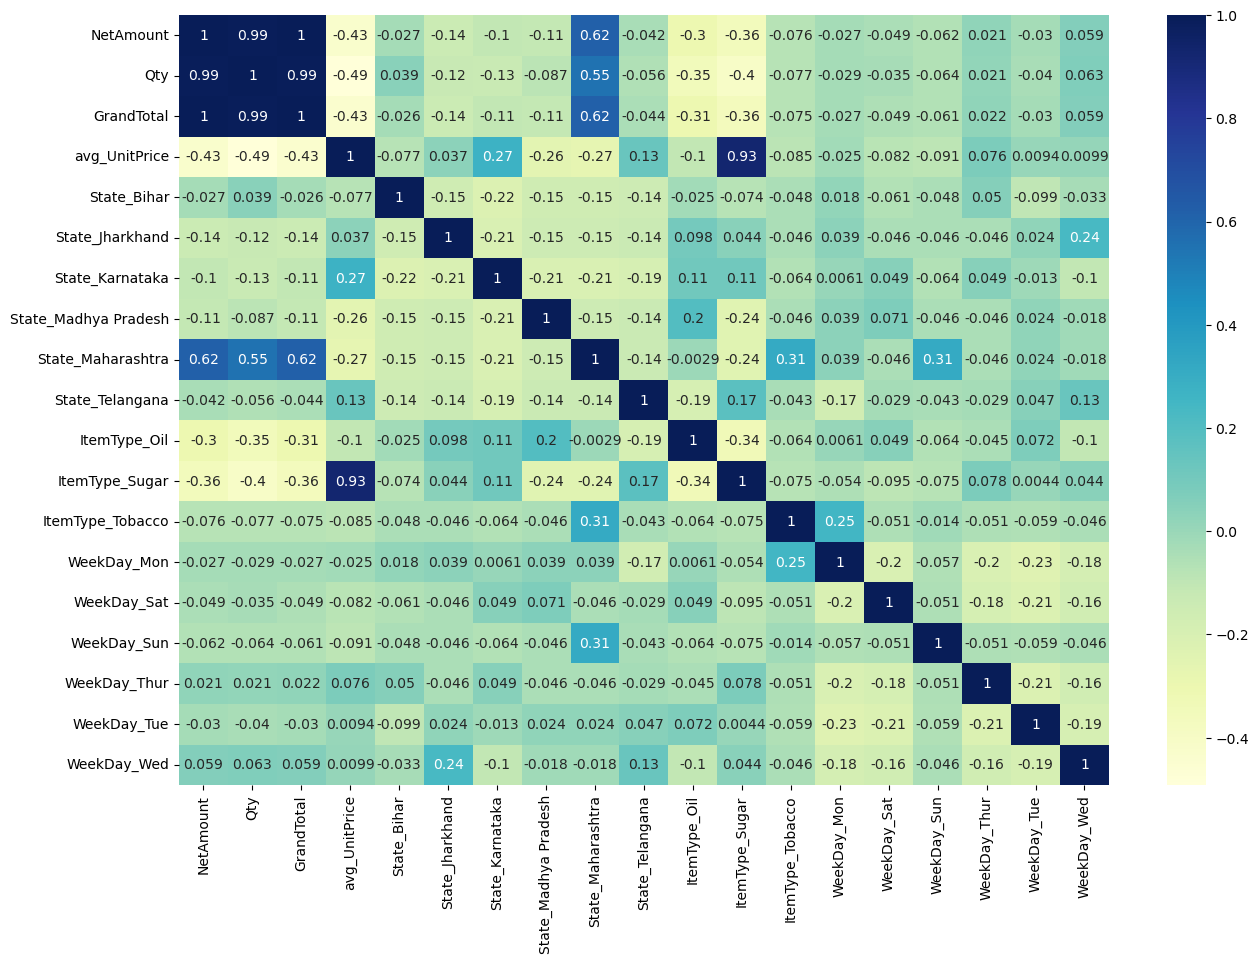 NetAmount 1 0.99 1 -0.43 -0.027 -0.14 -0.1 -0.11 0.62 -0.042 -0.3 -0.36 -0.076 -0.027 -0.049 -0.062 0.021 -0.03 0.059
Qty 0.99 1 0.99 -0.49 0.039 -0.12 -0.13 -0.087 0.55 -0.056 -0.35 -0.4 -0.077 -0.029 -0.035 -0.064 0.021 -0.04 0.063
GrandTotal 1 0.99 1 -0.43 -0.026 -0.14 -0.11 -0.11 0.62 -0.044 -0.31 -0.36 -0.075 -0.027 -0.049 -0.061 0.022 -0.03 0.059
avg_UnitPrice -0.43 -0.49 -0.43 1 -0.077 0.037 0.27 -0.26 -0.27 0.13 -0.1 0.93 -0.085 -0.025 -0.082 -0.091 0.076 0.0094 0.0099
State_Bihar -0.027 0.039 -0.026 -0.077 1 -0.15 -0.22 -0.15 -0.15 -0.14 -0.025 -0.074 -0.048 0.018 -0.061 -0.048 0.05 -0.099 -0.033
State_Jharkhand -0.14 -0.12 -0.14 0.037 -0.15 1 -0.21 -0.15 -0.15 -0.14 0.098 0.044 -0.046 0.039 -0.046 -0.046 -0.046 0.024 0.24
State_Karnataka -0.1 -0.13 -0.11 0.27 -0.22 -0.21 1 -0.21 -0.21 -0.19 0.11 0.11 -0.064 0.0061 0.049 -0.064 0.049 -0.013 -0.1
State_Madhya Pradesh -0.11 -0.087 -0.11 -0.26 -0.15 -0.15 -0.21 1 -0.15 -0.14 0.2 -0.24 -0.046 0.039 0.071 -0.046 -0.046 0.024 -0.018
State_Maharashtra 0.62 0.55 0.62 -0.27 -0.15 -0.15 -0.21 -0.15 1 -0.14 -0.0029 -0.24 0.31 0.039 -0.046 0.31 -0.046 0.024 -0.018
State_Telangana -0.042 -0.056 -0.044 0.13 -0.14 -0.14 -0.19 -0.14 -0.14 1 -0.19 0.17 -0.043 -0.17 -0.029 -0.043 -0.029 0.047 0.13
ItemType_Oil -0.3 -0.35 -0.31 -0.1 -0.025 0.098 0.11 0.2 -0.0029 -0.19 1 -0.34 -0.064 0.0061 0.049 -0.064 -0.045 0.072 -0.1
ItemType_Sugar -0.36 -0.4 -0.36 0.93 -0.074 0.044 0.11 -0.24 -0.24 0.17 -0.34 1 -0.075 -0.054 -0.095 -0.075 0.078 0.0044 0.044
ItemType_Tobacco -0.076 -0.077 -0.075 -0.085 -0.048 -0.046 -0.064 -0.046 0.31 -0.043 -0.064 -0.075 1 0.25 -0.051 -0.014 -0.051 -0.059 -0.046
WeekDay_Mon -0.027 -0.029 -0.027 -0.025 0.018 0.039 0.0061 0.039 0.039 -0.17 0.0061 -0.054 0.25 1 -0.2 -0.057 -0.2 -0.23 -0.18
WeekDay_Sat -0.049 -0.035 -0.049 -0.082 -0.061 -0.046 0.049 0.071 -0.046 -0.029 0.049 -0.095 -0.051 -0.2 1 -0.051 -0.18 -0.21 -0.16
WeekDay_Sun -0.062 -0.064 -0.061 -0.091 -0.048 -0.046 -0.064 -0.046 0.31 -0.043 -0.064 -0.075 -0.014 -0.057 -0.051 1 -0.051 -0.059 -0.046
WeekDay_Thur 0.021 0.021 0.022 0.076 0.05 -0.046 0.049 -0.046 -0.046 -0.029 -0.045 0.078 -0.051 -0.2 -0.18 -0.051 1 -0.21 -0.16
WeekDay_Tue -0.03 -0.04 -0.03 0.0094 -0.099 0.024 -0.013 0.024 0.024 0.047 0.072 0.0044 -0.059 -0.23 -0.21 -0.059 -0.21 1 -0.19
WeekDay_Wed 0.059 0.063 0.059 0.0099 -0.033 0.24 -0.1 -0.018 -0.018 0.13 -0.1 0.044 -0.046 -0.18 -0.16 -0.046 -0.16 -0.19 1
NetAmount
Qty
GrandTotal
avg_UnitPrice
State_Bihar
State_Jharkhand
State_Karnataka
State_Madhya Pradesh
State_Maharashtra
State_Telangana
ItemType_Oil
ItemType_Sugar
ItemType_Tobacco
WeekDay_Mon
WeekDay_Sat
WeekDay_Sun
WeekDay_Thur
WeekDay_Tue
WeekDay_Wed
1.0
0.8
0.6
0.4
0.2
0.0
−0.2
−0.4